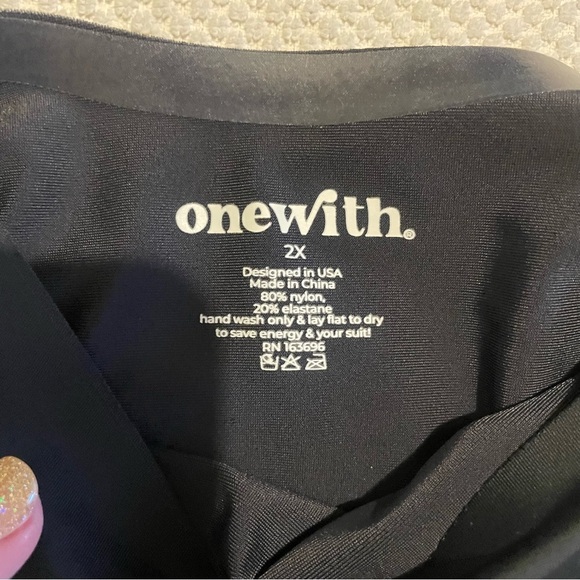 onewith®
2X
Designed in USA
Made in China
80% nylon,
20% elastane
hand wash only & lay flat to dry
to save energy & your suit!
RN 163696